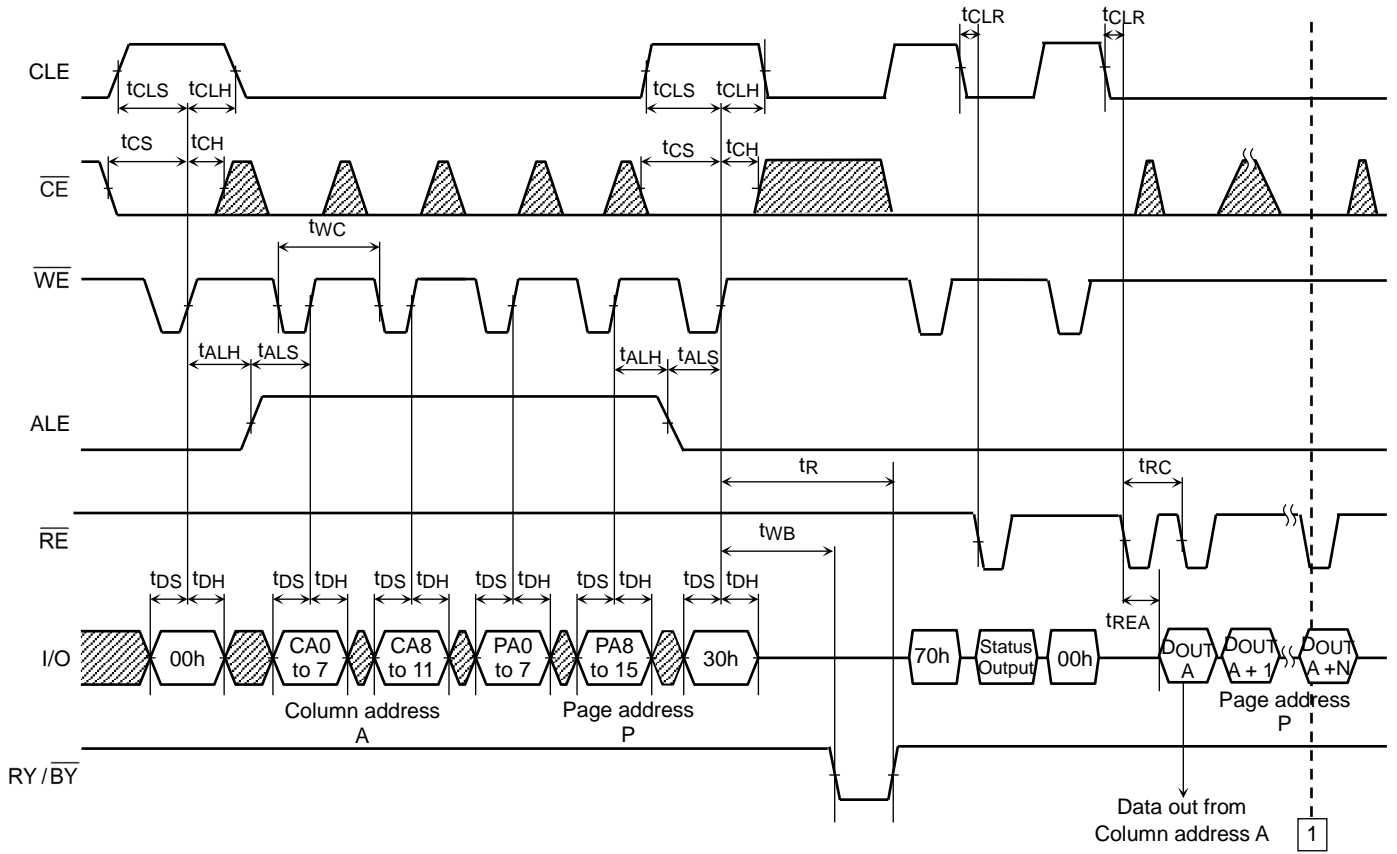 tCLR tCLR
CLE
tCLS tCLH tCLS tCLH
tCS tCH tCS tCH
CE
tWC
WE
tALH tALS tALH tALS
ALE
tR tRC
RE
tWB
tDS tDH tDS tDH tDS tDH tDS tDH tDS tDH tDS tDH
tREA
I/O
00h
CA0
to 7
CA8
to 11
PA0
to 7
PA8
to 15
30h
70h
Status
Output
00h
DOUT
A
DOUT
A + 1
DOUT
A +N
Column address
A
Page address
P
Page address
P
RY / BY
Data out from
Column address A
1